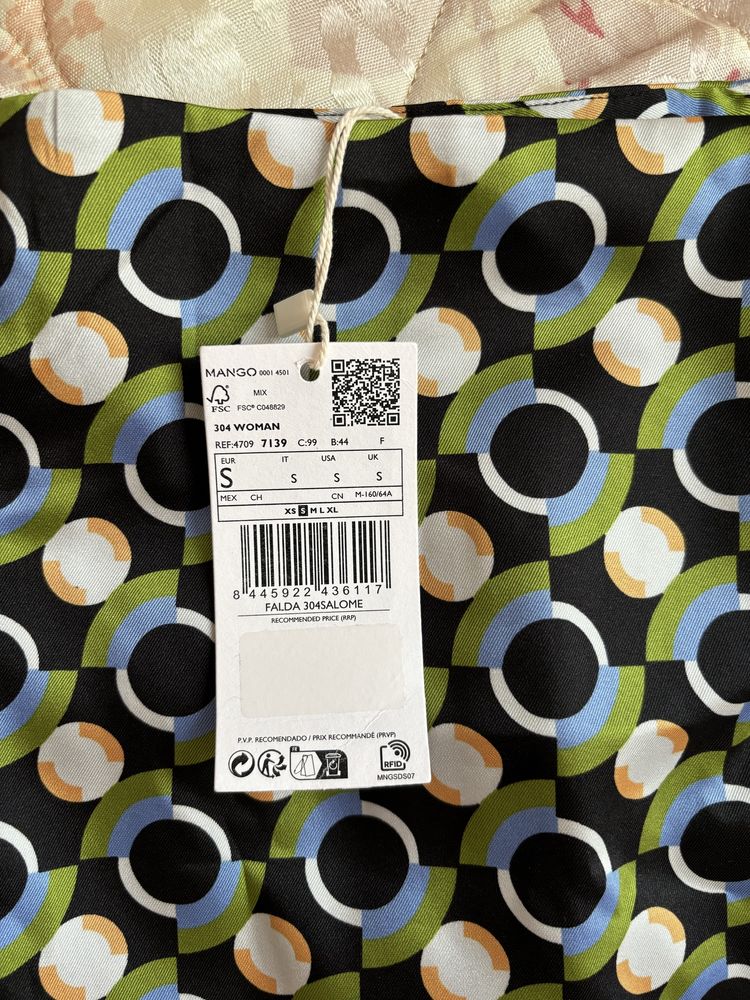 MANGO 0001 4501
FSC
MIX
FSC® C048829
304 WOMAN
REF:4709 7139 C:99 B:44 F
EUR IT USA UK
S S S S
MEX CH CN M-160/64A
XS S M L XL
8 445922 436117
FALDA 304SALOME
RECOMMENDED PRICE (RRP)
P.V.P. RECOMENDADO / PRIX RECOMMANDÉ (PRVP)
FR
RFID
MNGSDS07